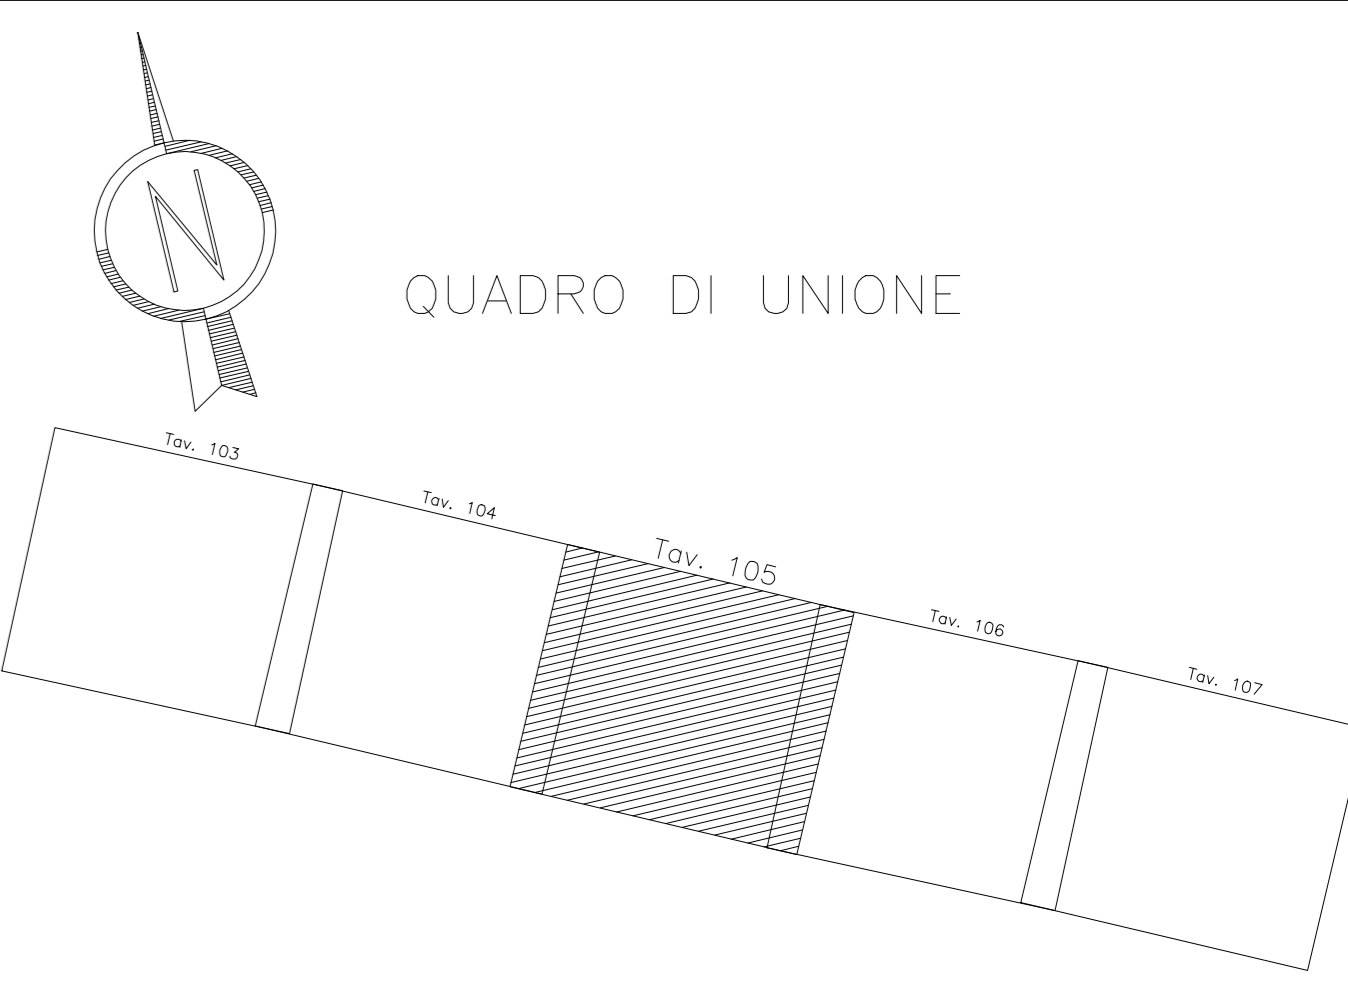 N
QUADRO DI UNIONE
Tav. 103
Tav. 104
Tav. 105
Tav. 106
Tav. 107